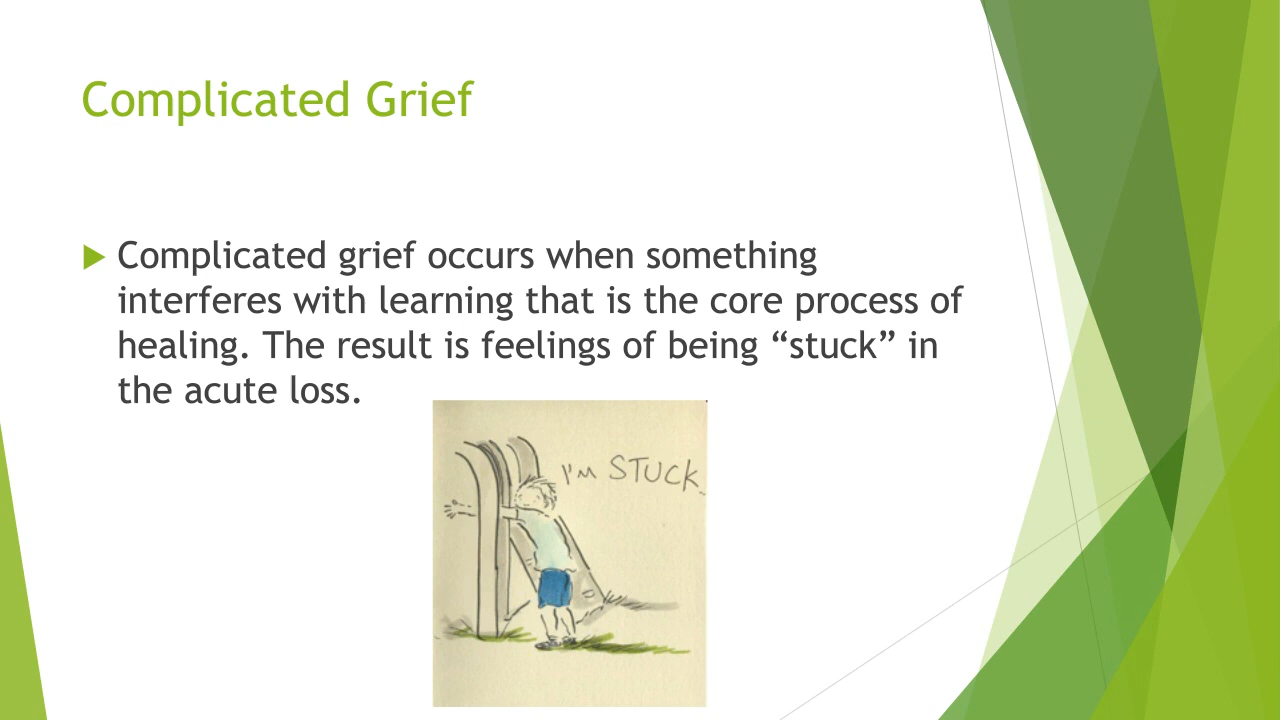 Complicated Grief
Complicated grief occurs when something
interferes with learning that is the core process of
healing. The result is feelings of being “stuck” in
the acute loss.
I'M STUCK.